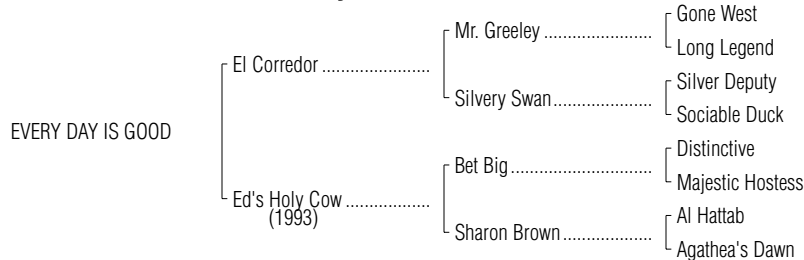 Gone West
Mr. Greeley ......................
Long Legend
El Corredor ......................
Silver Deputy
Silvery Swan....................
Sociable Duck
EVERY DAY IS GOOD
Distinctive
Bet Big.............................
Majestic Hostess
Ed's Holy Cow .................
(1993)
Al Hattab
Sharon Brown..................
Agathea's Dawn